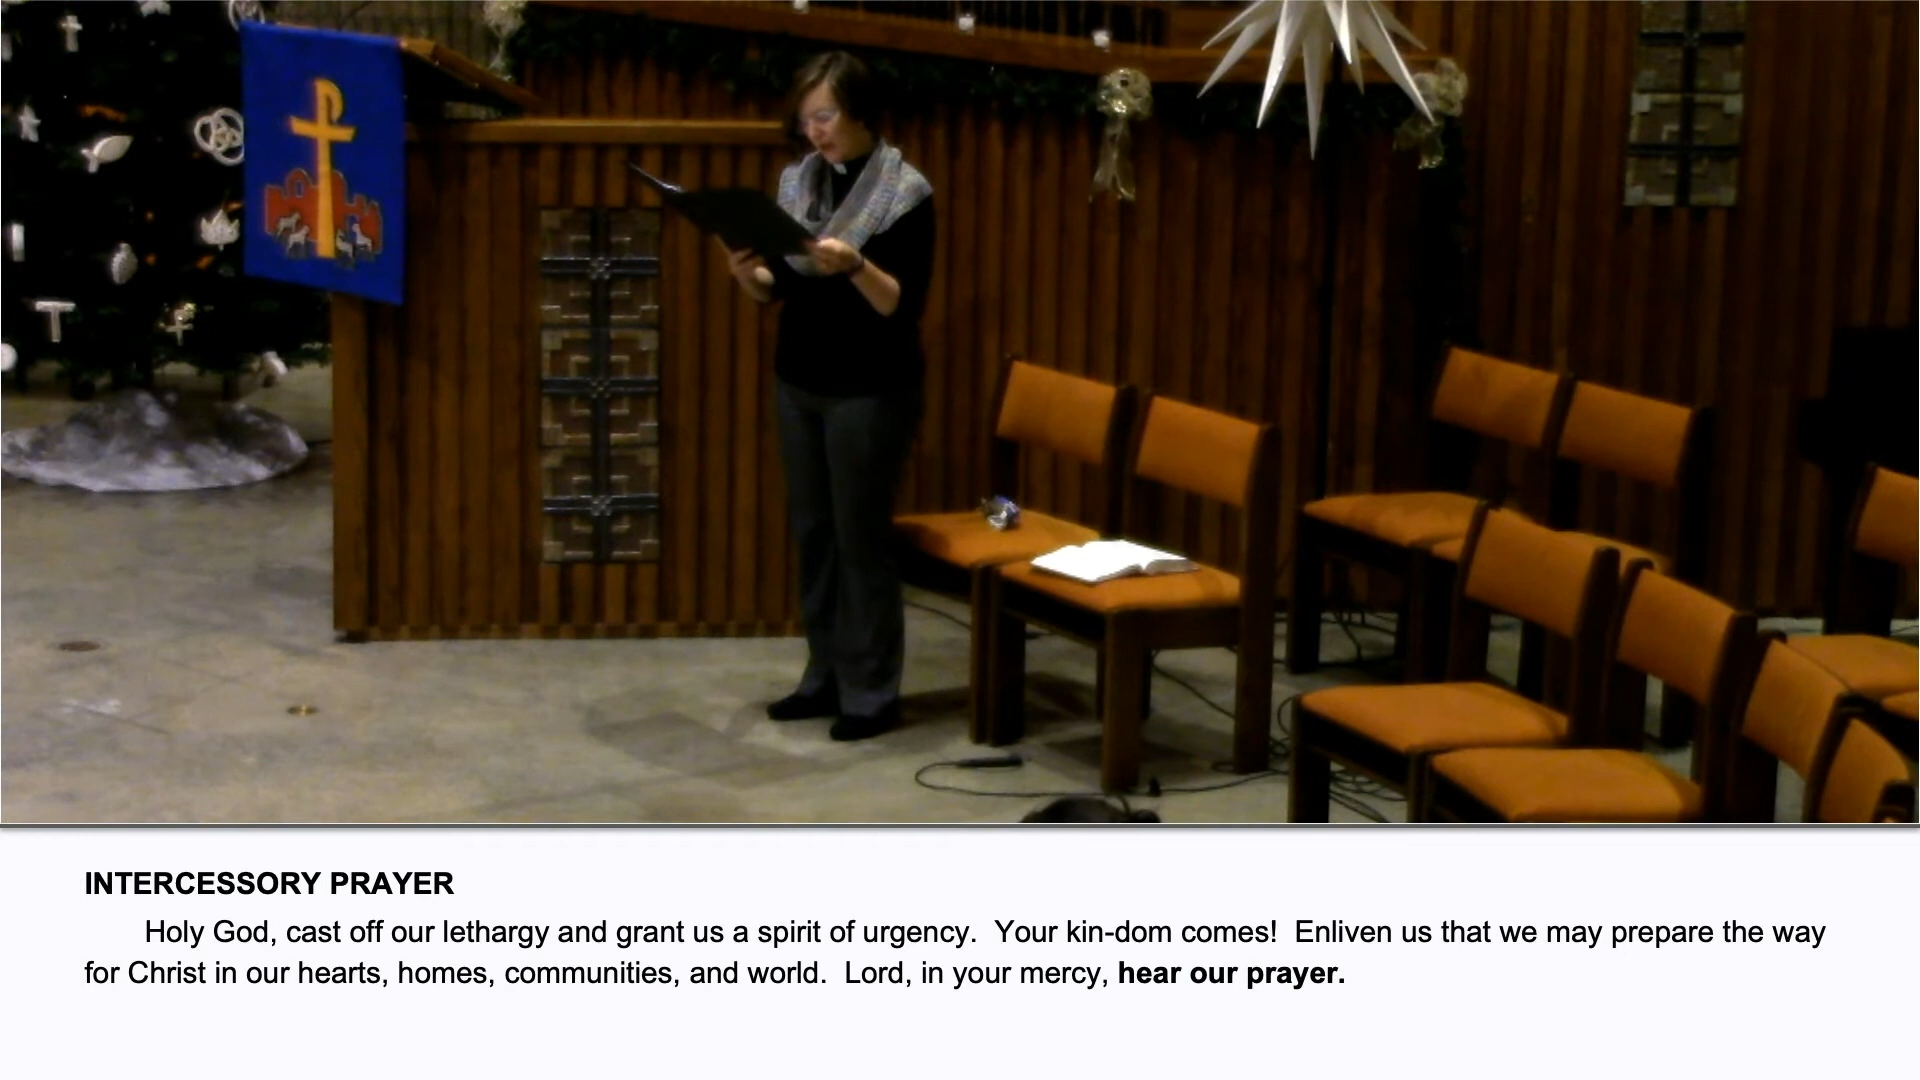 INTERCESSORY PRAYER
Holy God, cast off our lethargy and grant us a spirit of urgency.  Your kin-dom comes!  Enliven us that we may prepare the way
for Christ in our hearts, homes, communities, and world.  Lord, in your mercy, hear our prayer.